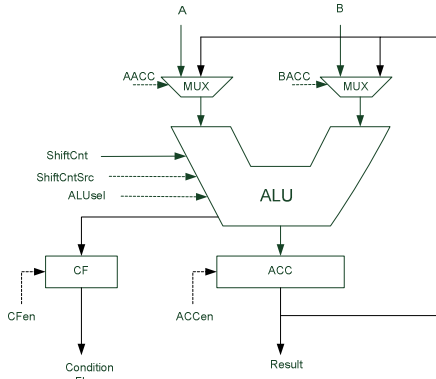 A B
AACC MUX BACC MUX
ShiftCnt
ShiftCntSrc
ALUsel
ALU
CF ACC
CFen ACCen
Condition Result